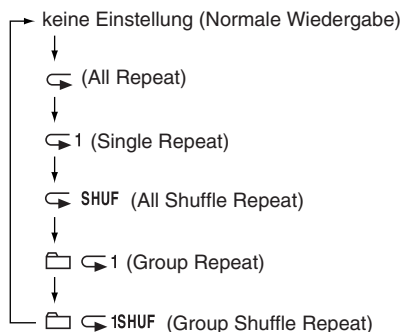 keine Einstellung (Normale Wiedergabe)
(All Repeat)
1 (Single Repeat)
SHUF (All Shuffle Repeat)
1 (Group Repeat)
1SHUF (Group Shuffle Repeat)